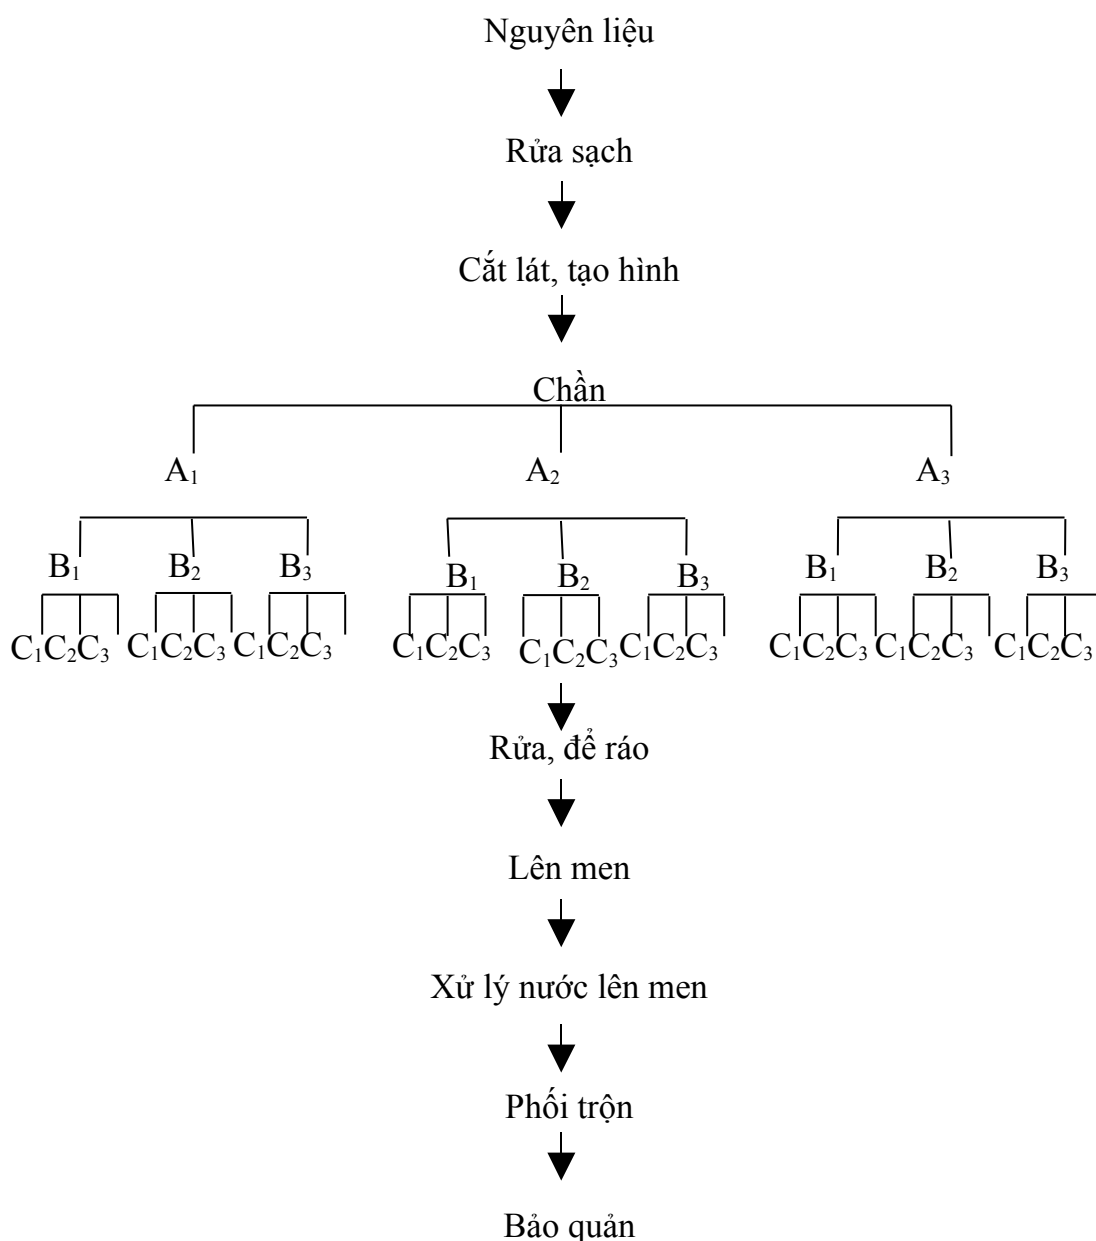 Nguyên liệu
Rửa sạch
Cắt lát, tạo hình
Chần
A₁ A₂ A₃
B₁ B₂ B₃ B₁ B₂ B₃ B₁ B₂ B₃
C₁C₂C₃ C₁C₂C₃ C₁C₂C₃ C₁C₂C₃ C₁C₂C₃ C₁C₂C₃ C₁C₂C₃ C₁C₂C₃ C₁C₂C₃
Rửa, để ráo
Lên men
Xử lý nước lên men
Phối trộn
Bảo quản